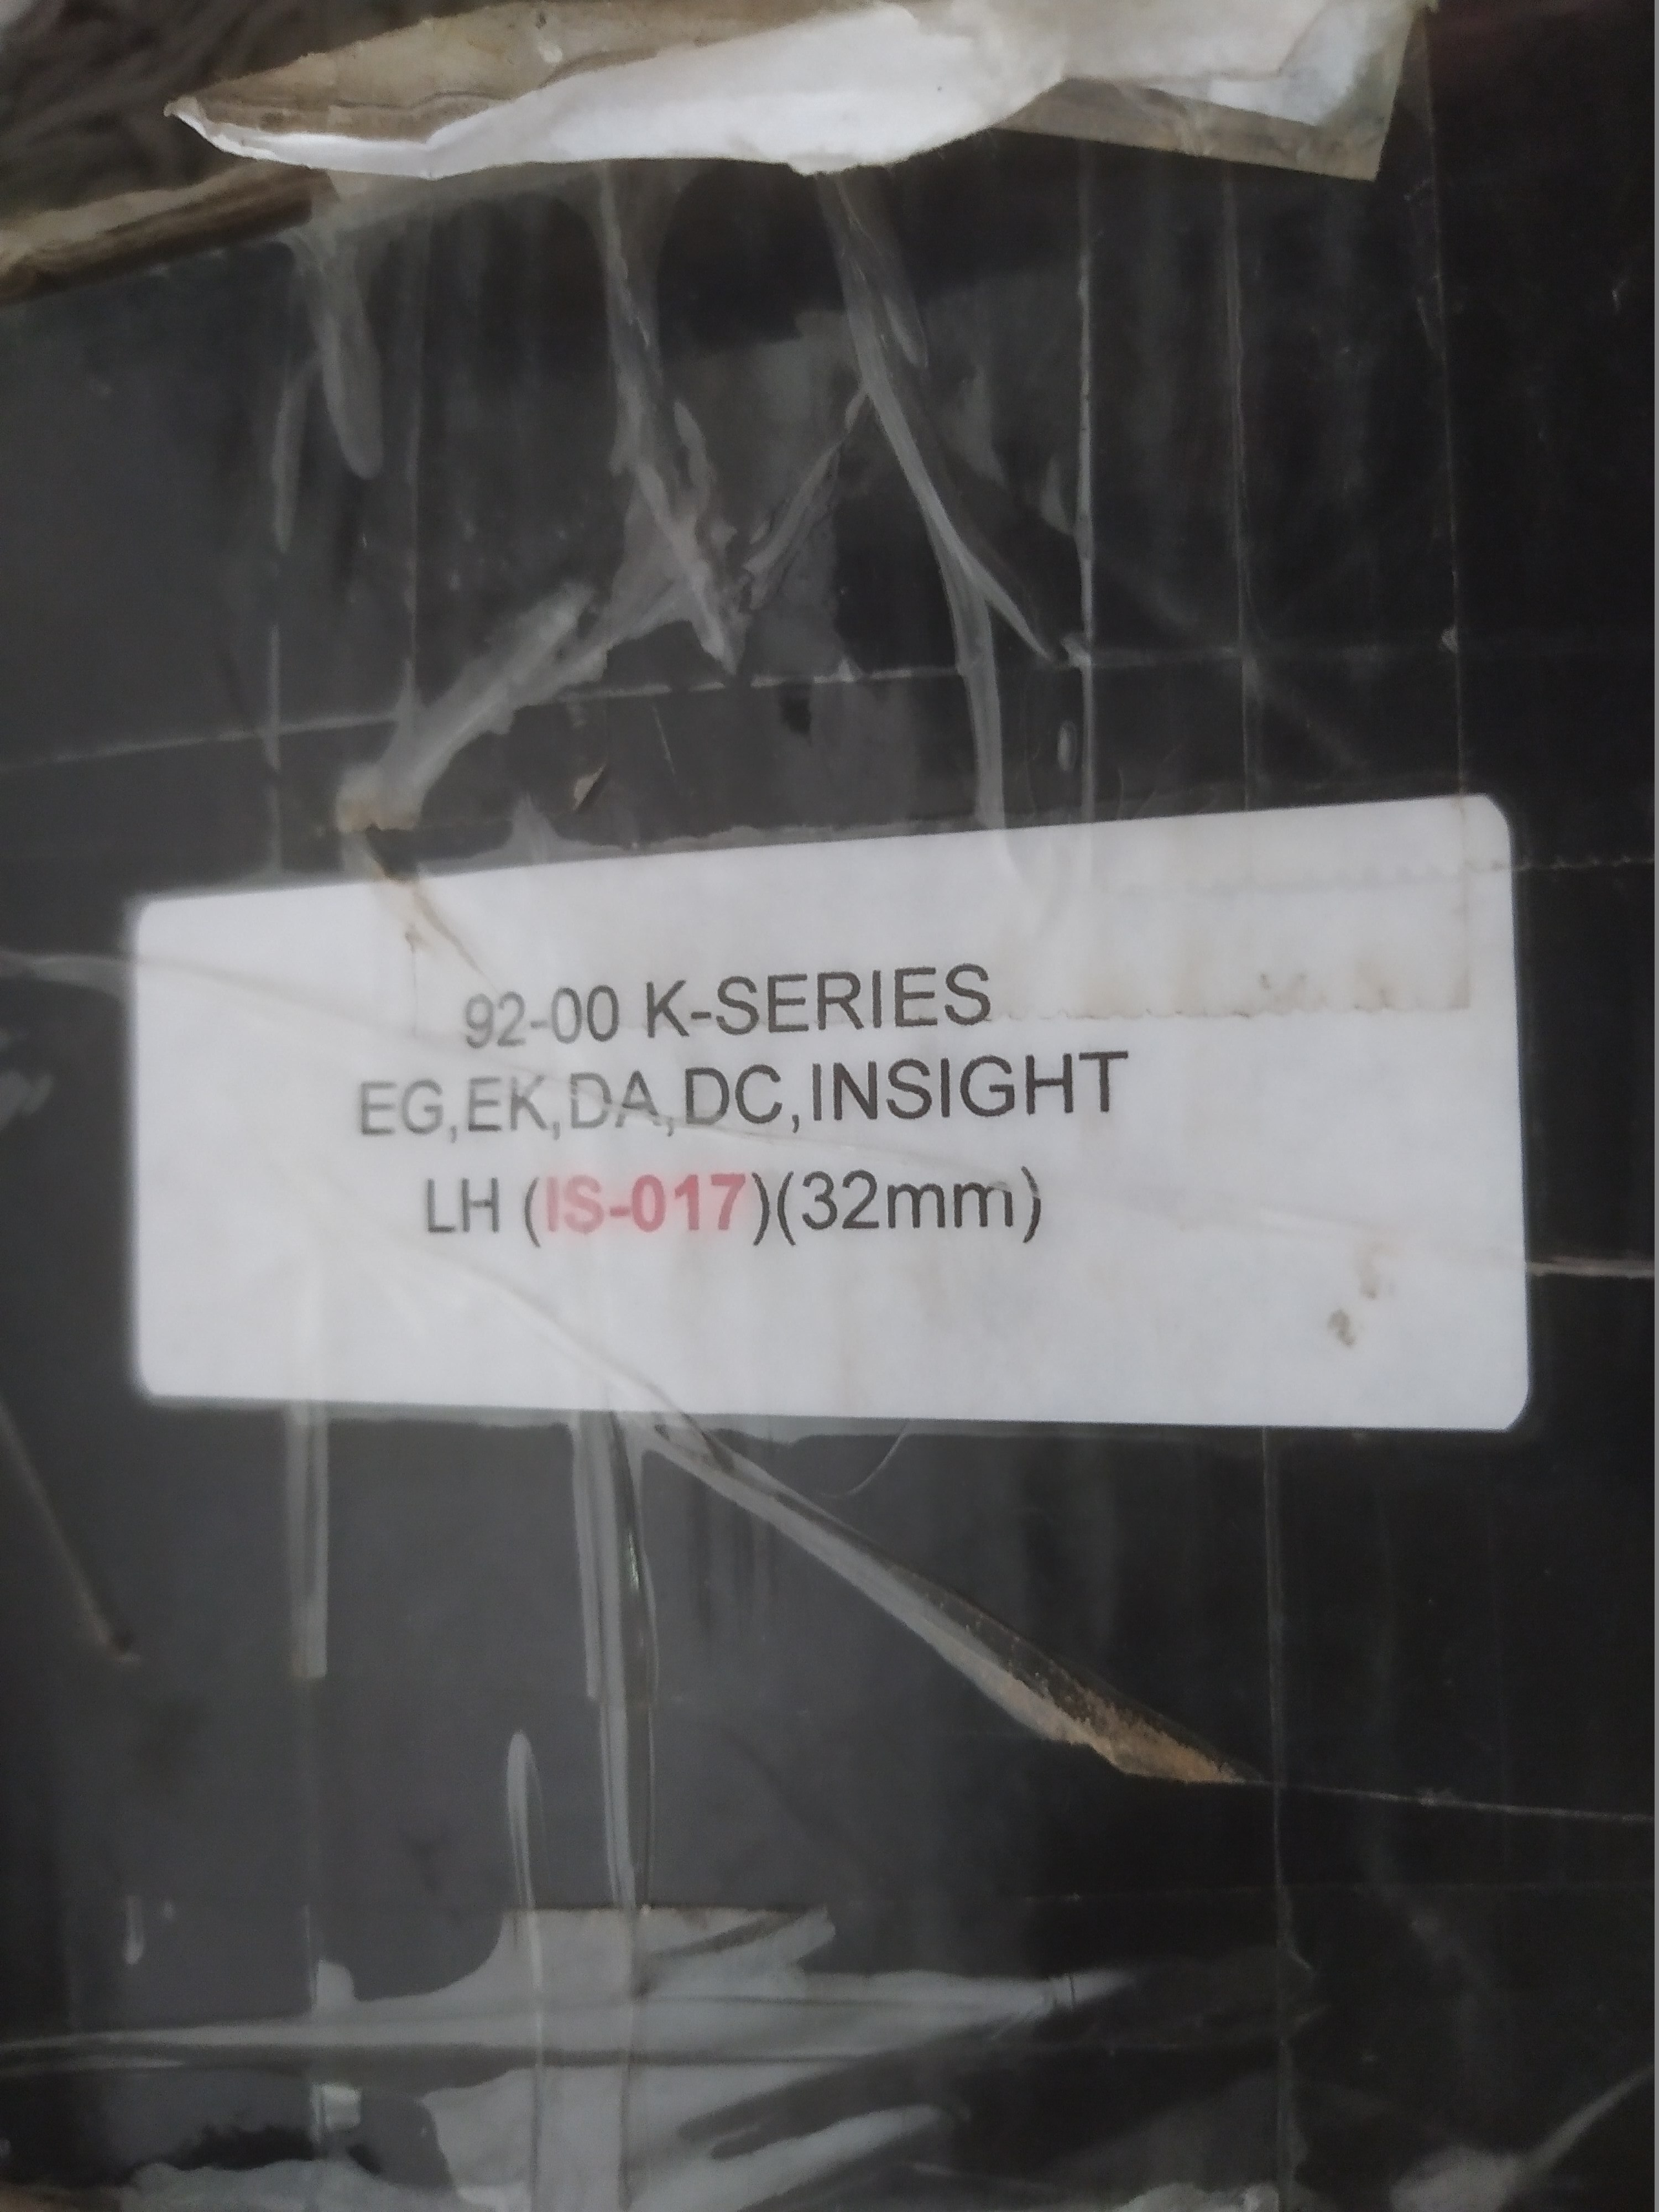 92-00 K-SERIES
EG,EK,DA,DC,INSIGHT
LH (IS-017)(32mm)